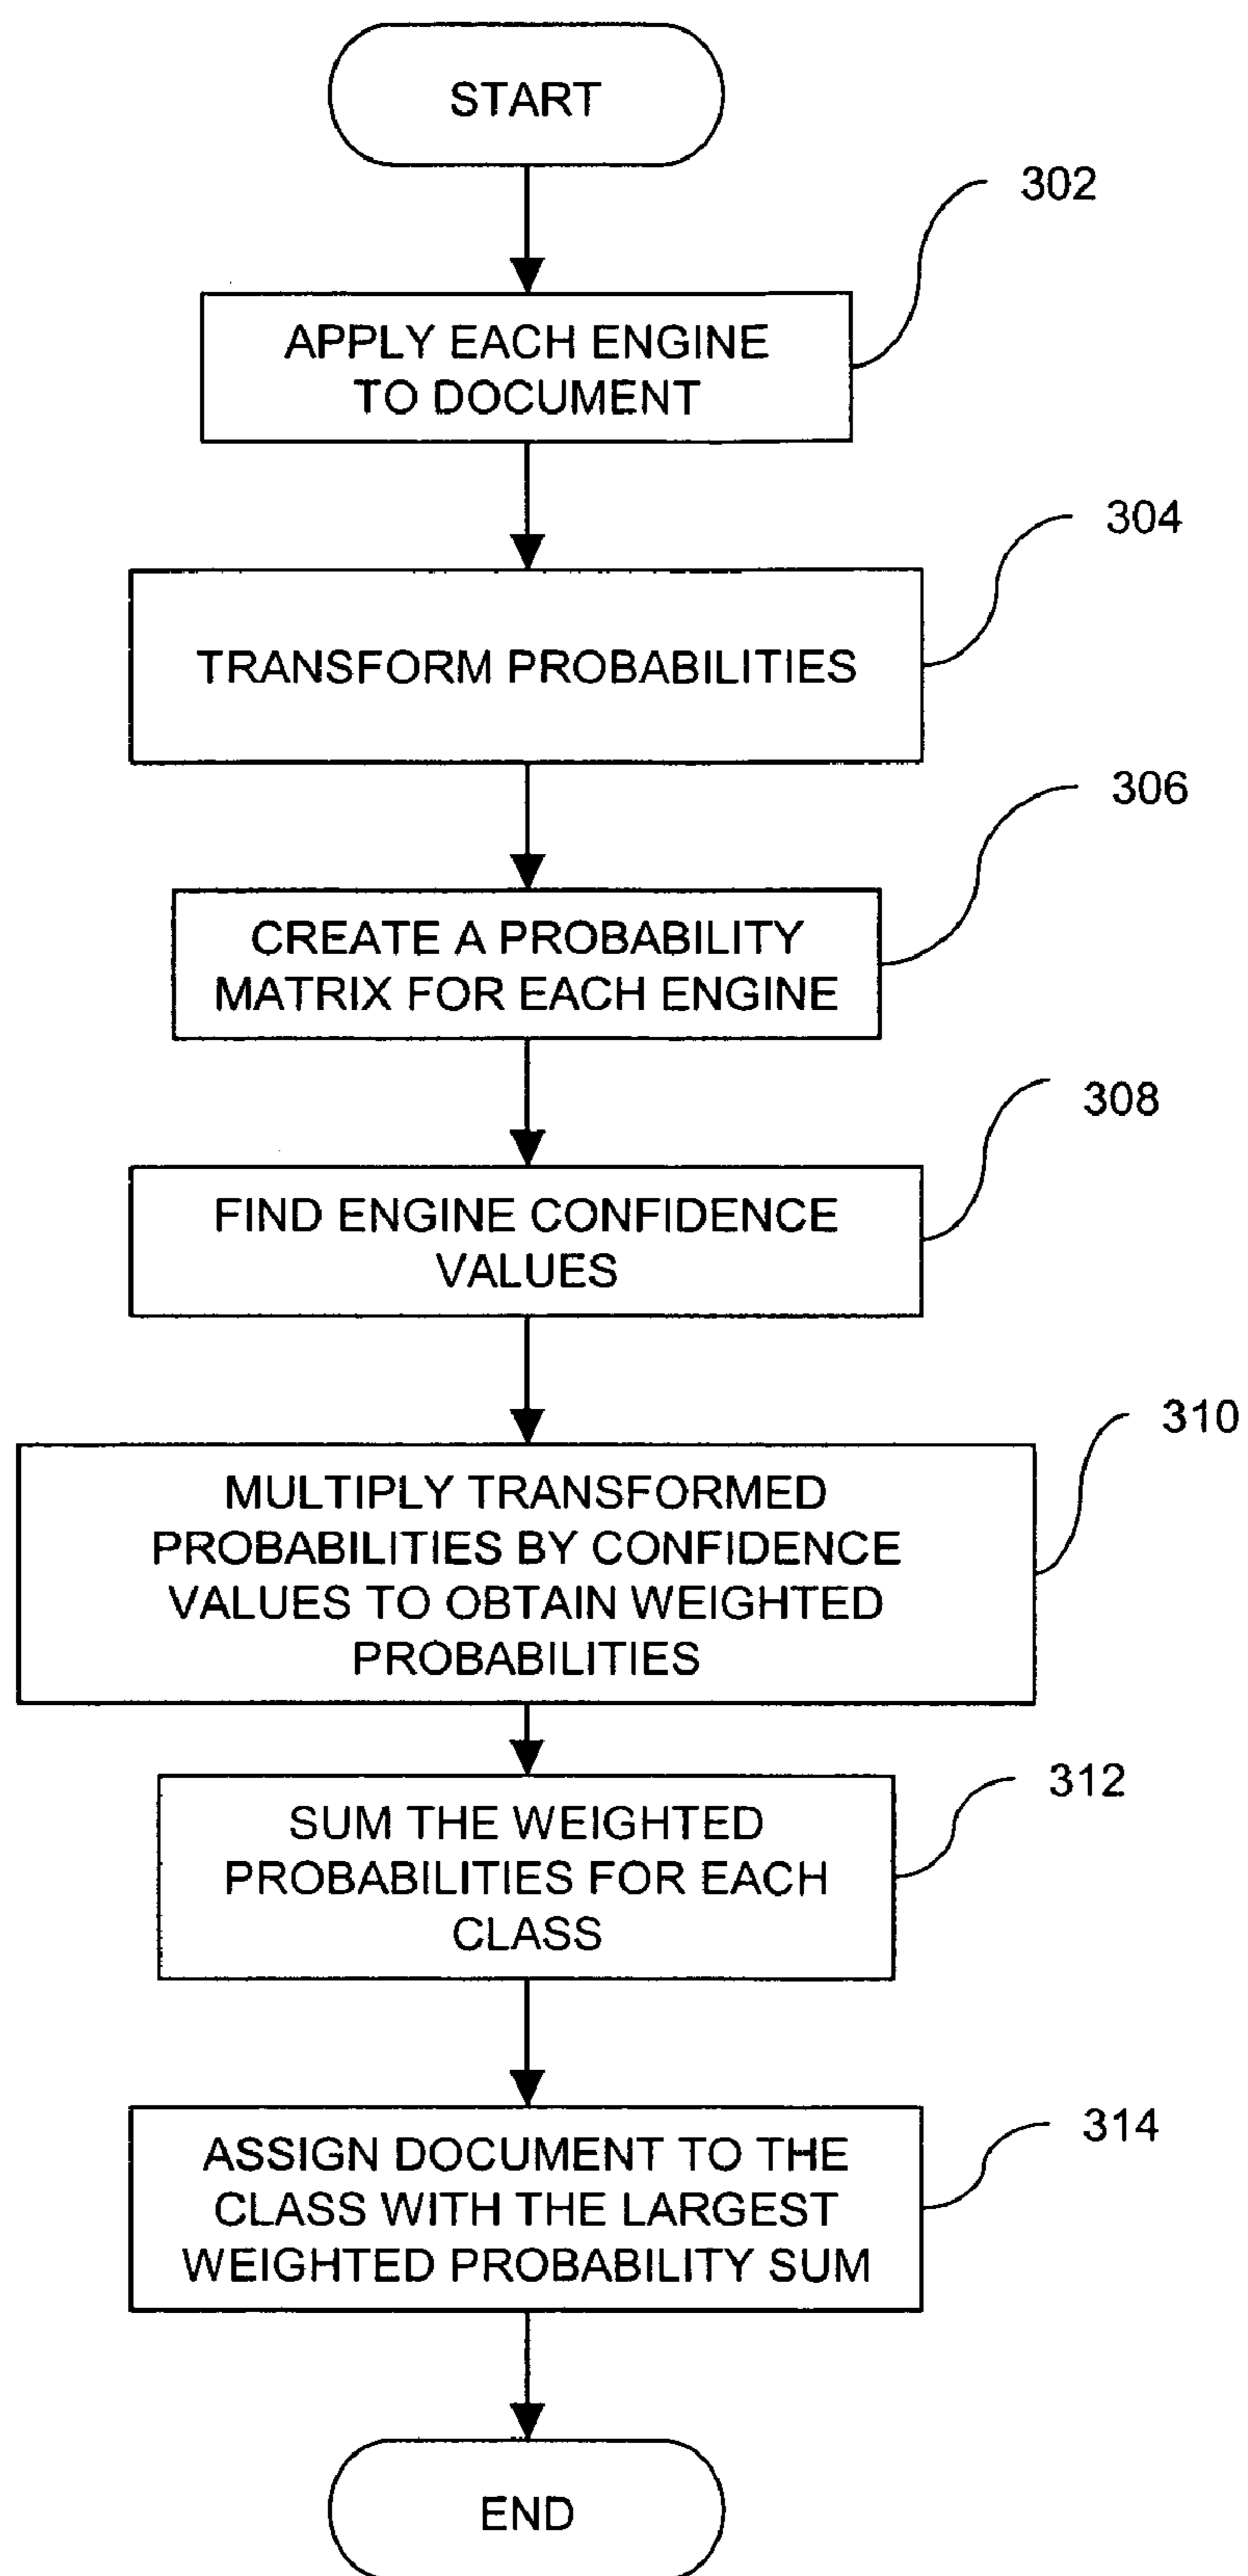 START
302
APPLY EACH ENGINE
TO DOCUMENT
304
TRANSFORM PROBABILITIES
306
CREATE A PROBABILITY
MATRIX FOR EACH ENGINE
308
FIND ENGINE CONFIDENCE
VALUES
310
MULTIPLY TRANSFORMED
PROBABILITIES BY CONFIDENCE
VALUES TO OBTAIN WEIGHTED
PROBABILITIES
312
SUM THE WEIGHTED
PROBABILITIES FOR EACH
CLASS
314
ASSIGN DOCUMENT TO THE
CLASS WITH THE LARGEST
WEIGHTED PROBABILITY SUM
END